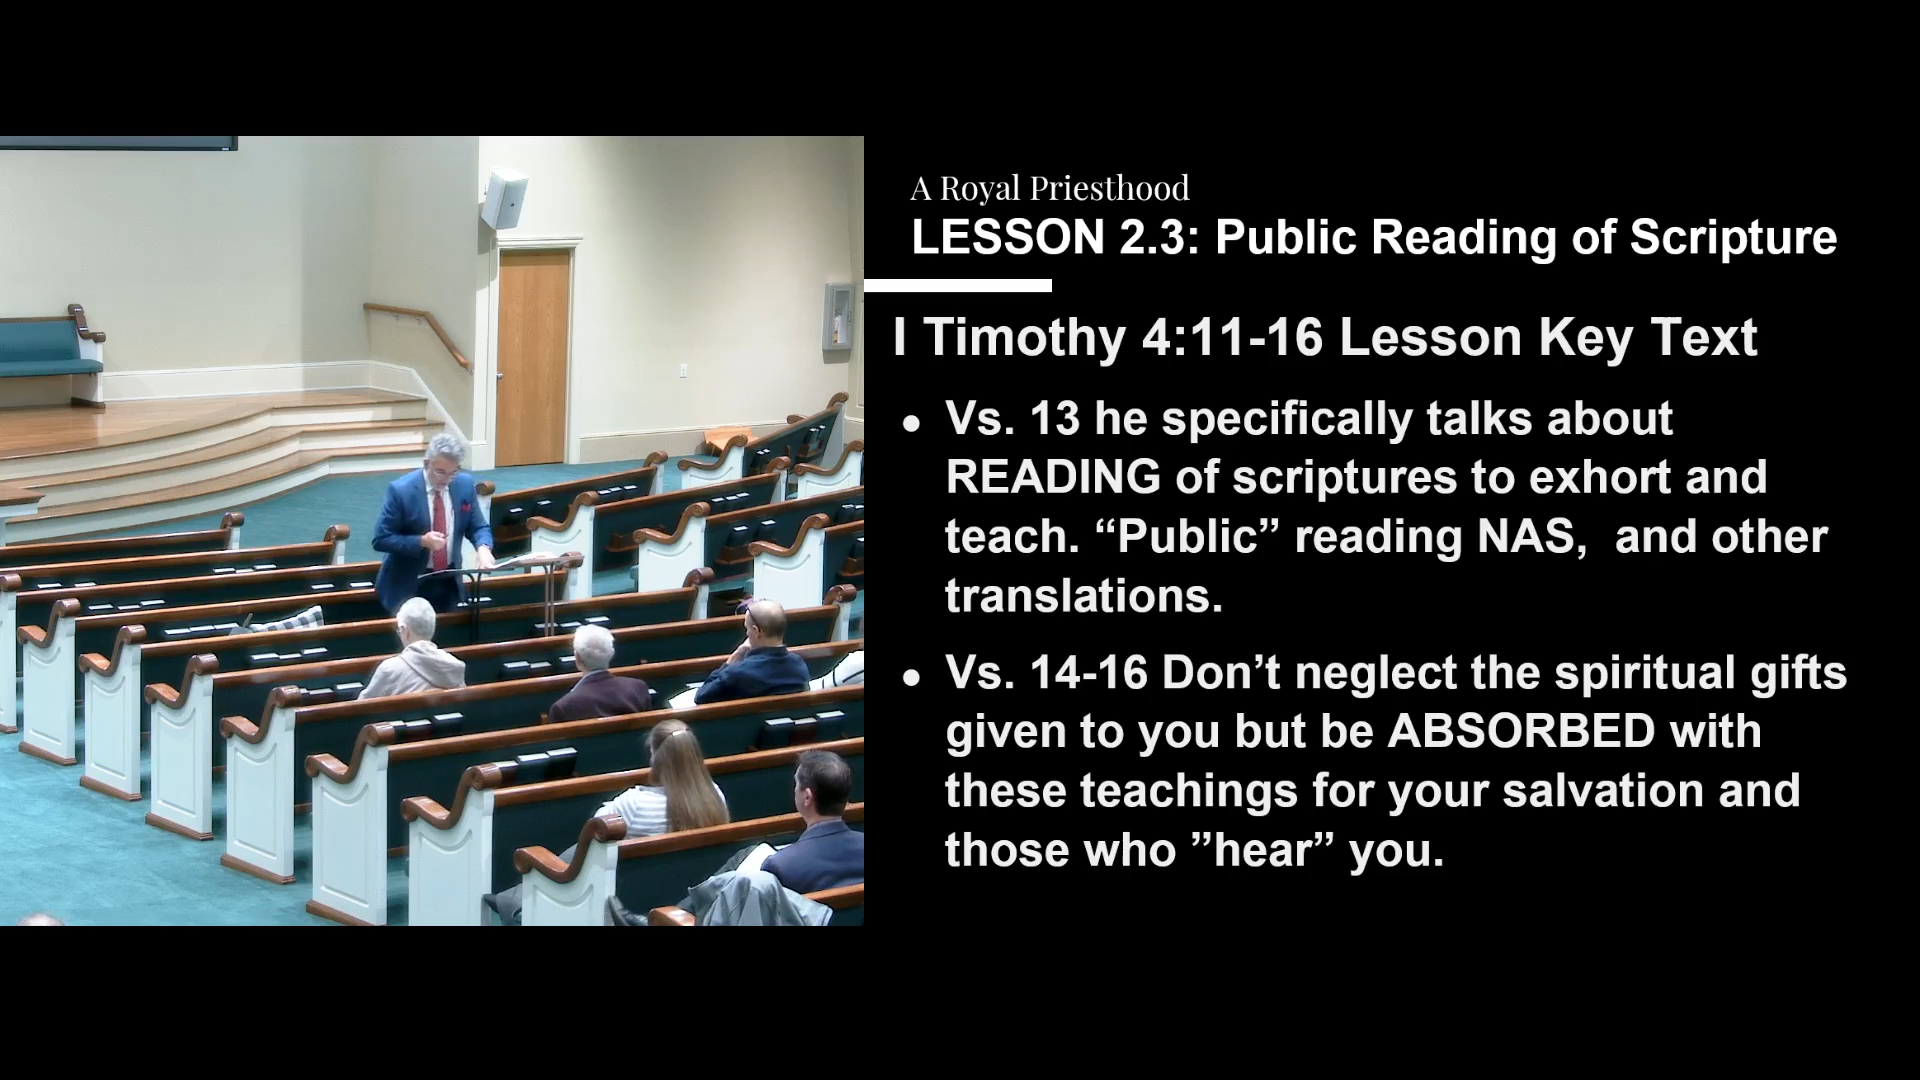 A Royal Priesthood
LESSON 2.3: Public Reading of Scripture
I Timothy 4:11-16 Lesson Key Text
• Vs. 13 he specifically talks about
READING of scriptures to exhort and
teach. “Public” reading NAS,  and other
translations.
• Vs. 14-16 Don’t neglect the spiritual gifts
given to you but be ABSORBED with
these teachings for your salvation and
those who ”hear” you.